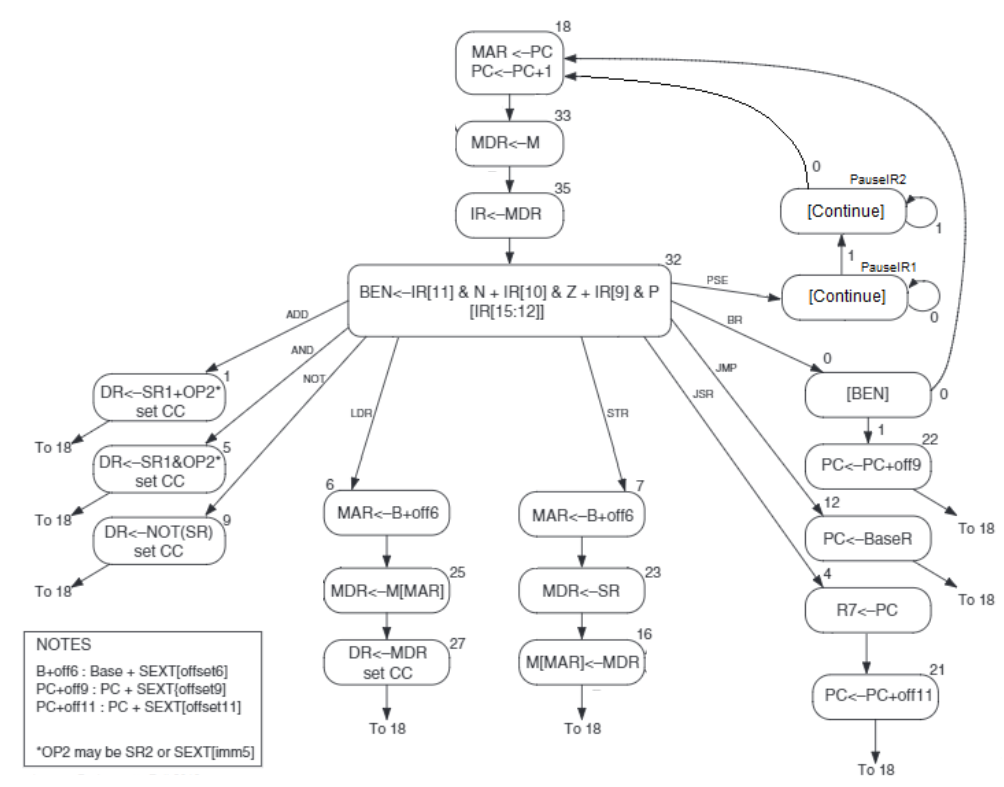 18
MAR <–PC
PC<–PC+1
33
MDR<–M
35
IR<–MDR
32
BEN<–IR[11] & N + IR[10] & Z + IR[9] & P
[IR[15:12]]
PauseIR2
[Continue]
0
1
1
PauseIR1
[Continue]
0
PSE
BR
JMP
JSR
ADD
AND
NOT
LDR
STR
1
DR<–SR1+OP2*
set CC
To 18
5
DR<–SR1&OP2*
set CC
To 18
9
DR<–NOT(SR)
set CC
To 18
6
MAR<–B+off6
25
MDR<–M[MAR]
27
DR<–MDR
set CC
To 18
7
MAR<–B+off6
23
MDR<–SR
16
M[MAR]<–MDR
To 18
0
[BEN]
0
1
22
PC<–PC+off9
To 18
12
PC<–BaseR
To 18
4
R7<–PC
21
PC<–PC+off11
To 18
NOTES
B+off6 : Base + SEXT[offset6]
PC+off9 : PC + SEXT{offset9]
PC+off11 : PC + SEXT[offset11]
*OP2 may be SR2 or SEXT[imm5]